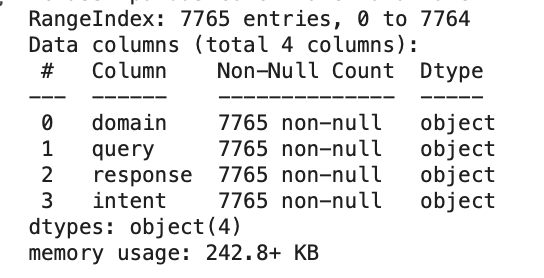 RangeIndex: 7765 entries, 0 to 7764
Data columns (total 4 columns):
 #   Column    Non-Null Count  Dtype
---  ------    --------------  -----
 0   domain    7765 non-null   object
 1   query     7765 non-null   object
 2   response  7765 non-null   object
 3   intent    7765 non-null   object
dtypes: object(4)
memory usage: 242.8+ KB